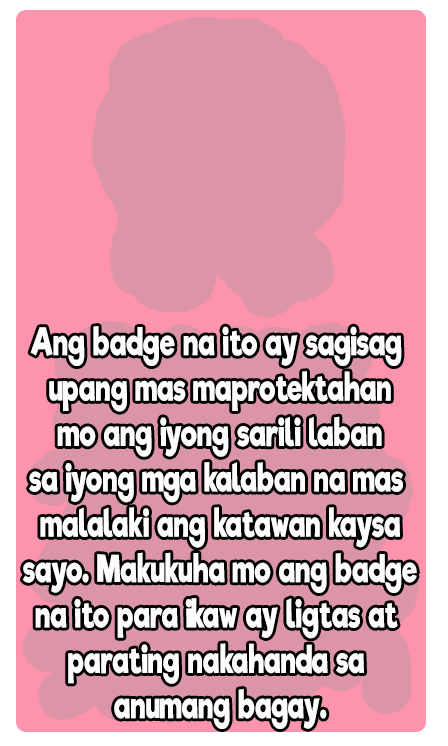 Ang badge na ito ay sagisag
upang mas maprotektahan
mo ang iyong sarili laban
sa iyong mga kalaban na mas
malalaki ang katawan kaysa
sayo. Makukuha mo ang badge
na ito para ikaw ay ligtas at
parating nakahanda sa
anumang bagay.